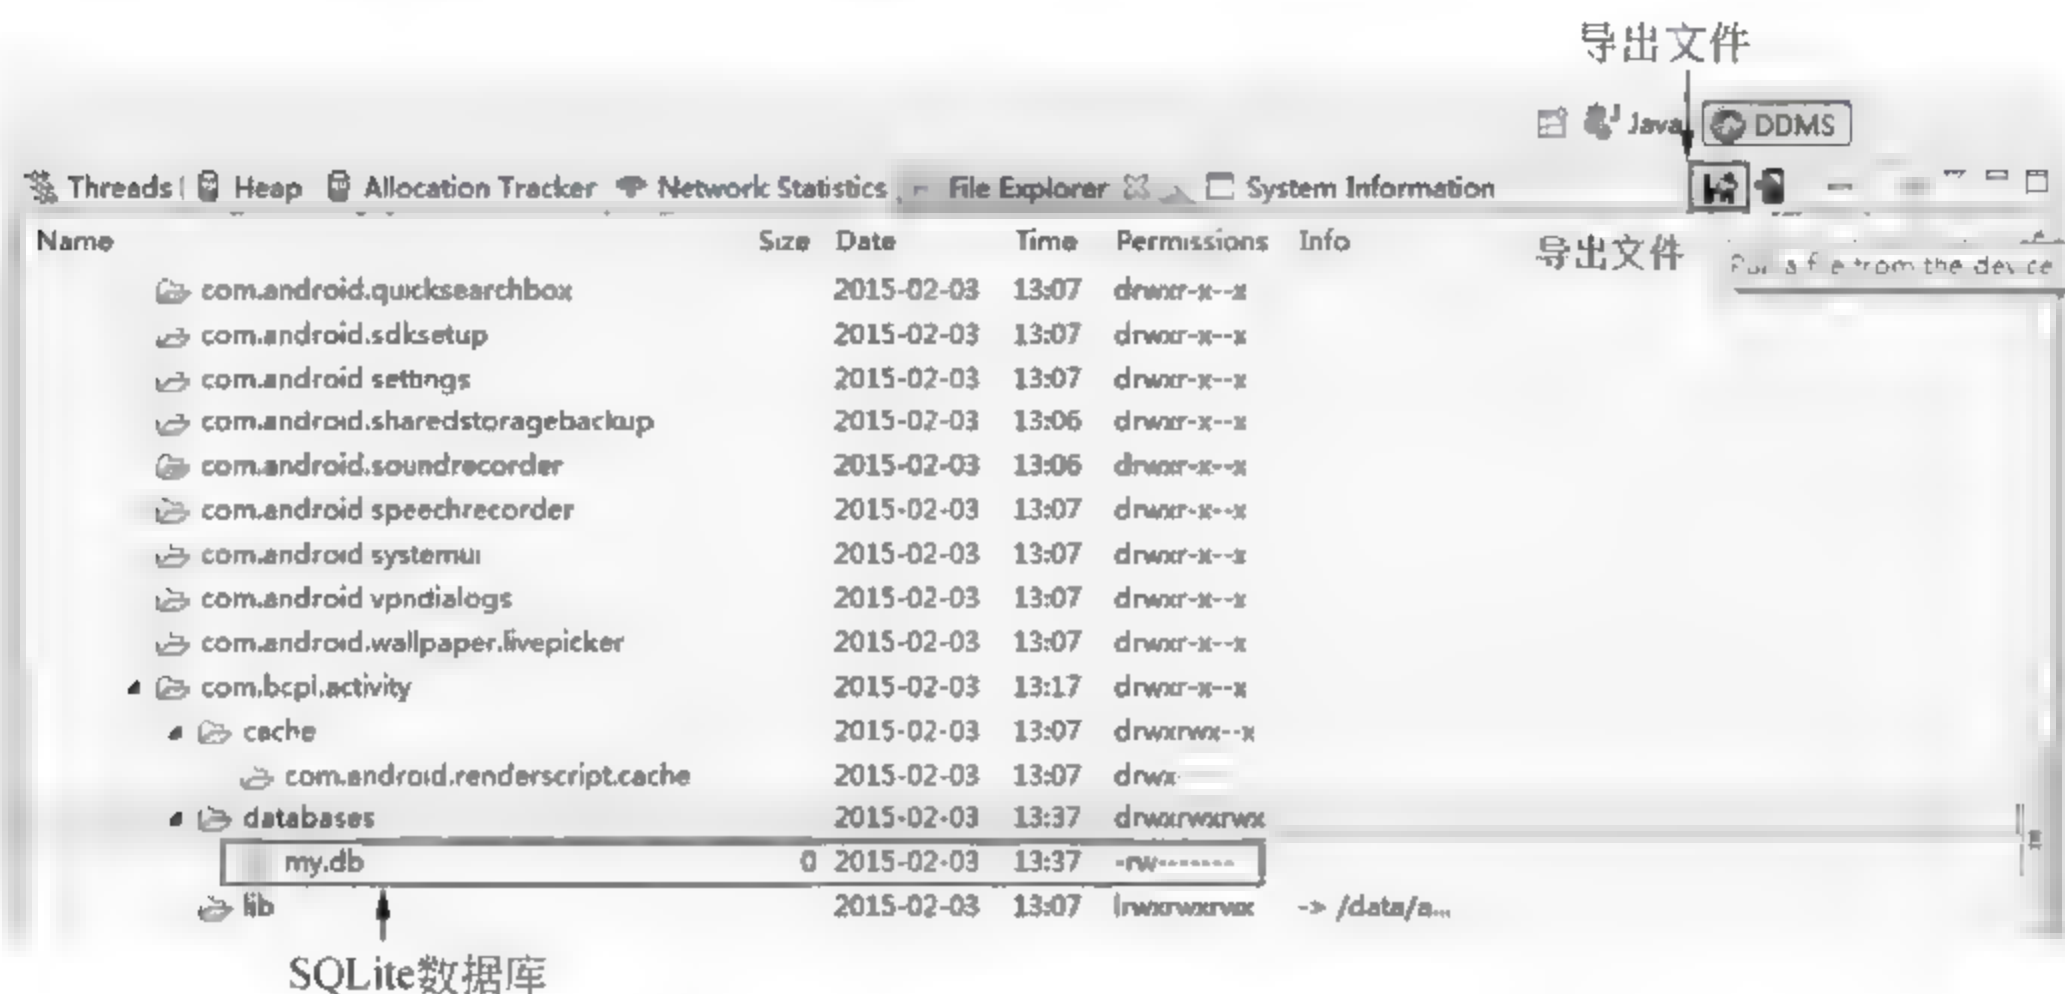 导出文件
Java DDMS
Threads Heap Allocation Tracker Network Statistics File Explorer System Information
Name Size Date Time Permissions Info
导出文件
from the device
com.android.quicksearchbox 2015-02-03 13:07 drwxr-x--x
com.android.sdksetup 2015-02-03 13:07 drwxr-x--x
com.android settings 2015-02-03 13:07 drwxr-x--x
com.android.sharedstoragebackup 2015-02-03 13:06 drwxr-x--x
com.android.soundrecorder 2015-02-03 13:06 drwxr-x--x
com.android speechrecorder 2015-02-03 13:07 drwxr-x--x
com.android systemui 2015-02-03 13:07 drwxr-x--x
com.android vpndialogs 2015-02-03 13:07 drwxr-x--x
com.android.wallpaper.livepicker 2015-02-03 13:07 drwxr-x--x
com.bcpl.activity 2015-02-03 13:17 drwxr-x--x
cache 2015-02-03 13:07 drwxrwx--x
com.android.renderscript.cache 2015-02-03 13:07 drwx
databases 2015-02-03 13:37 drwxrwxrwx
my.db 0 2015-02-03 13:37 -rw-------
lib 2015-02-03 13:07 lrwxrwxrwx -> /data/a...
SQLite数据库